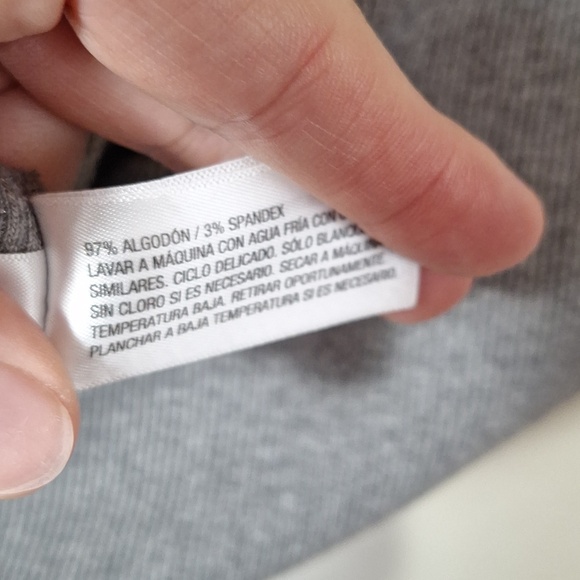 97% ALGODÓN / 3% SPANDEX
LAVAR A MÁQUINA CON AGUA FRÍA CON
SIMILARES. CICLO DELICADO. SÓLO
SIN CLORO SI ES NECESARIO. SECAR A
TEMPERATURA BAJA. RETIRAR OPORTUNAMENTE.
PLANCHAR A BAJA TEMPERATURA SI ES NECESARIO.